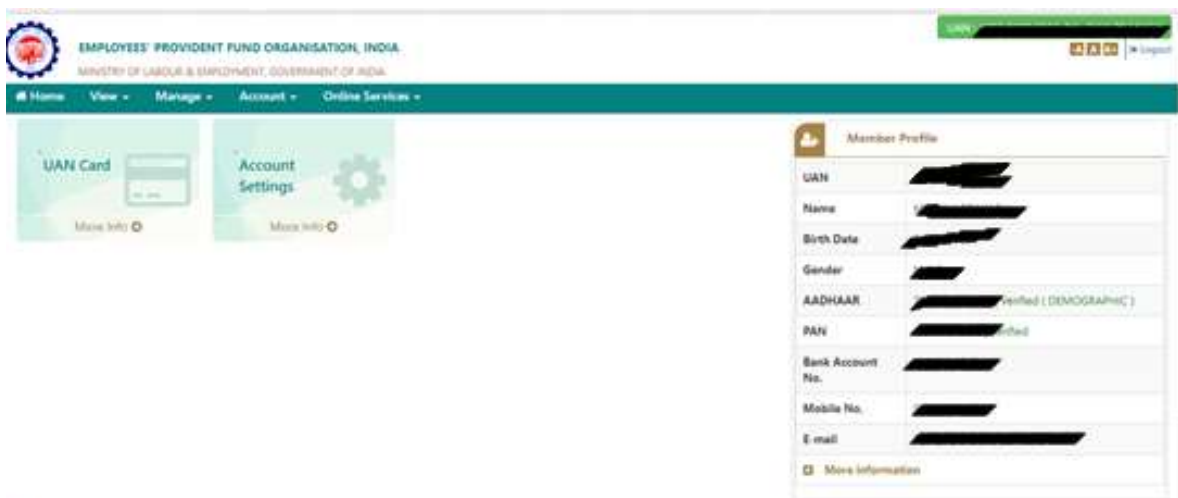 UAN
EMPLOYEES' PROVIDENT FUND ORGANISATION, INDIA
MINISTRY OF LABOUR & EMPLOYMENT, GOVERNMENT OF INDIA
Logout
Home View Manage Account Online Services
UAN Card
More Info
Account
Settings
More Info
Member Profile
UAN
Name
Birth Date
Gender
AADHAAR Verified ( DEMOGRAPHIC )
PAN
Bank Account
No.
Mobile No.
E-mail
More Information